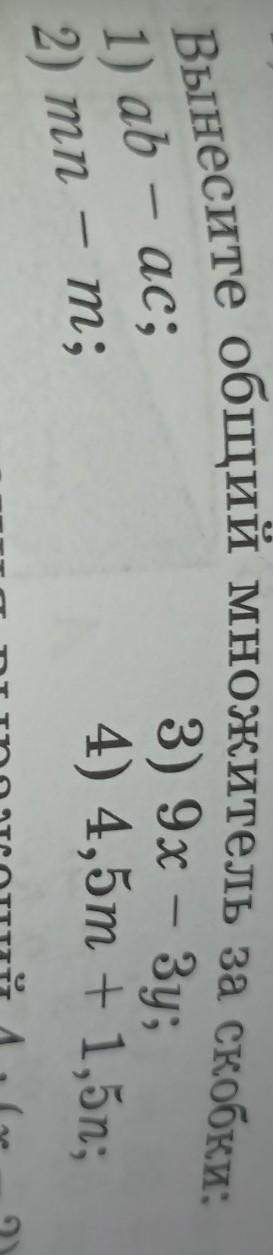 Вынесите общий множитель за скобки:
1) ab − ac; 3) 9x − 3y;
2) mn − m; 4) 4,5m + 1,5n;